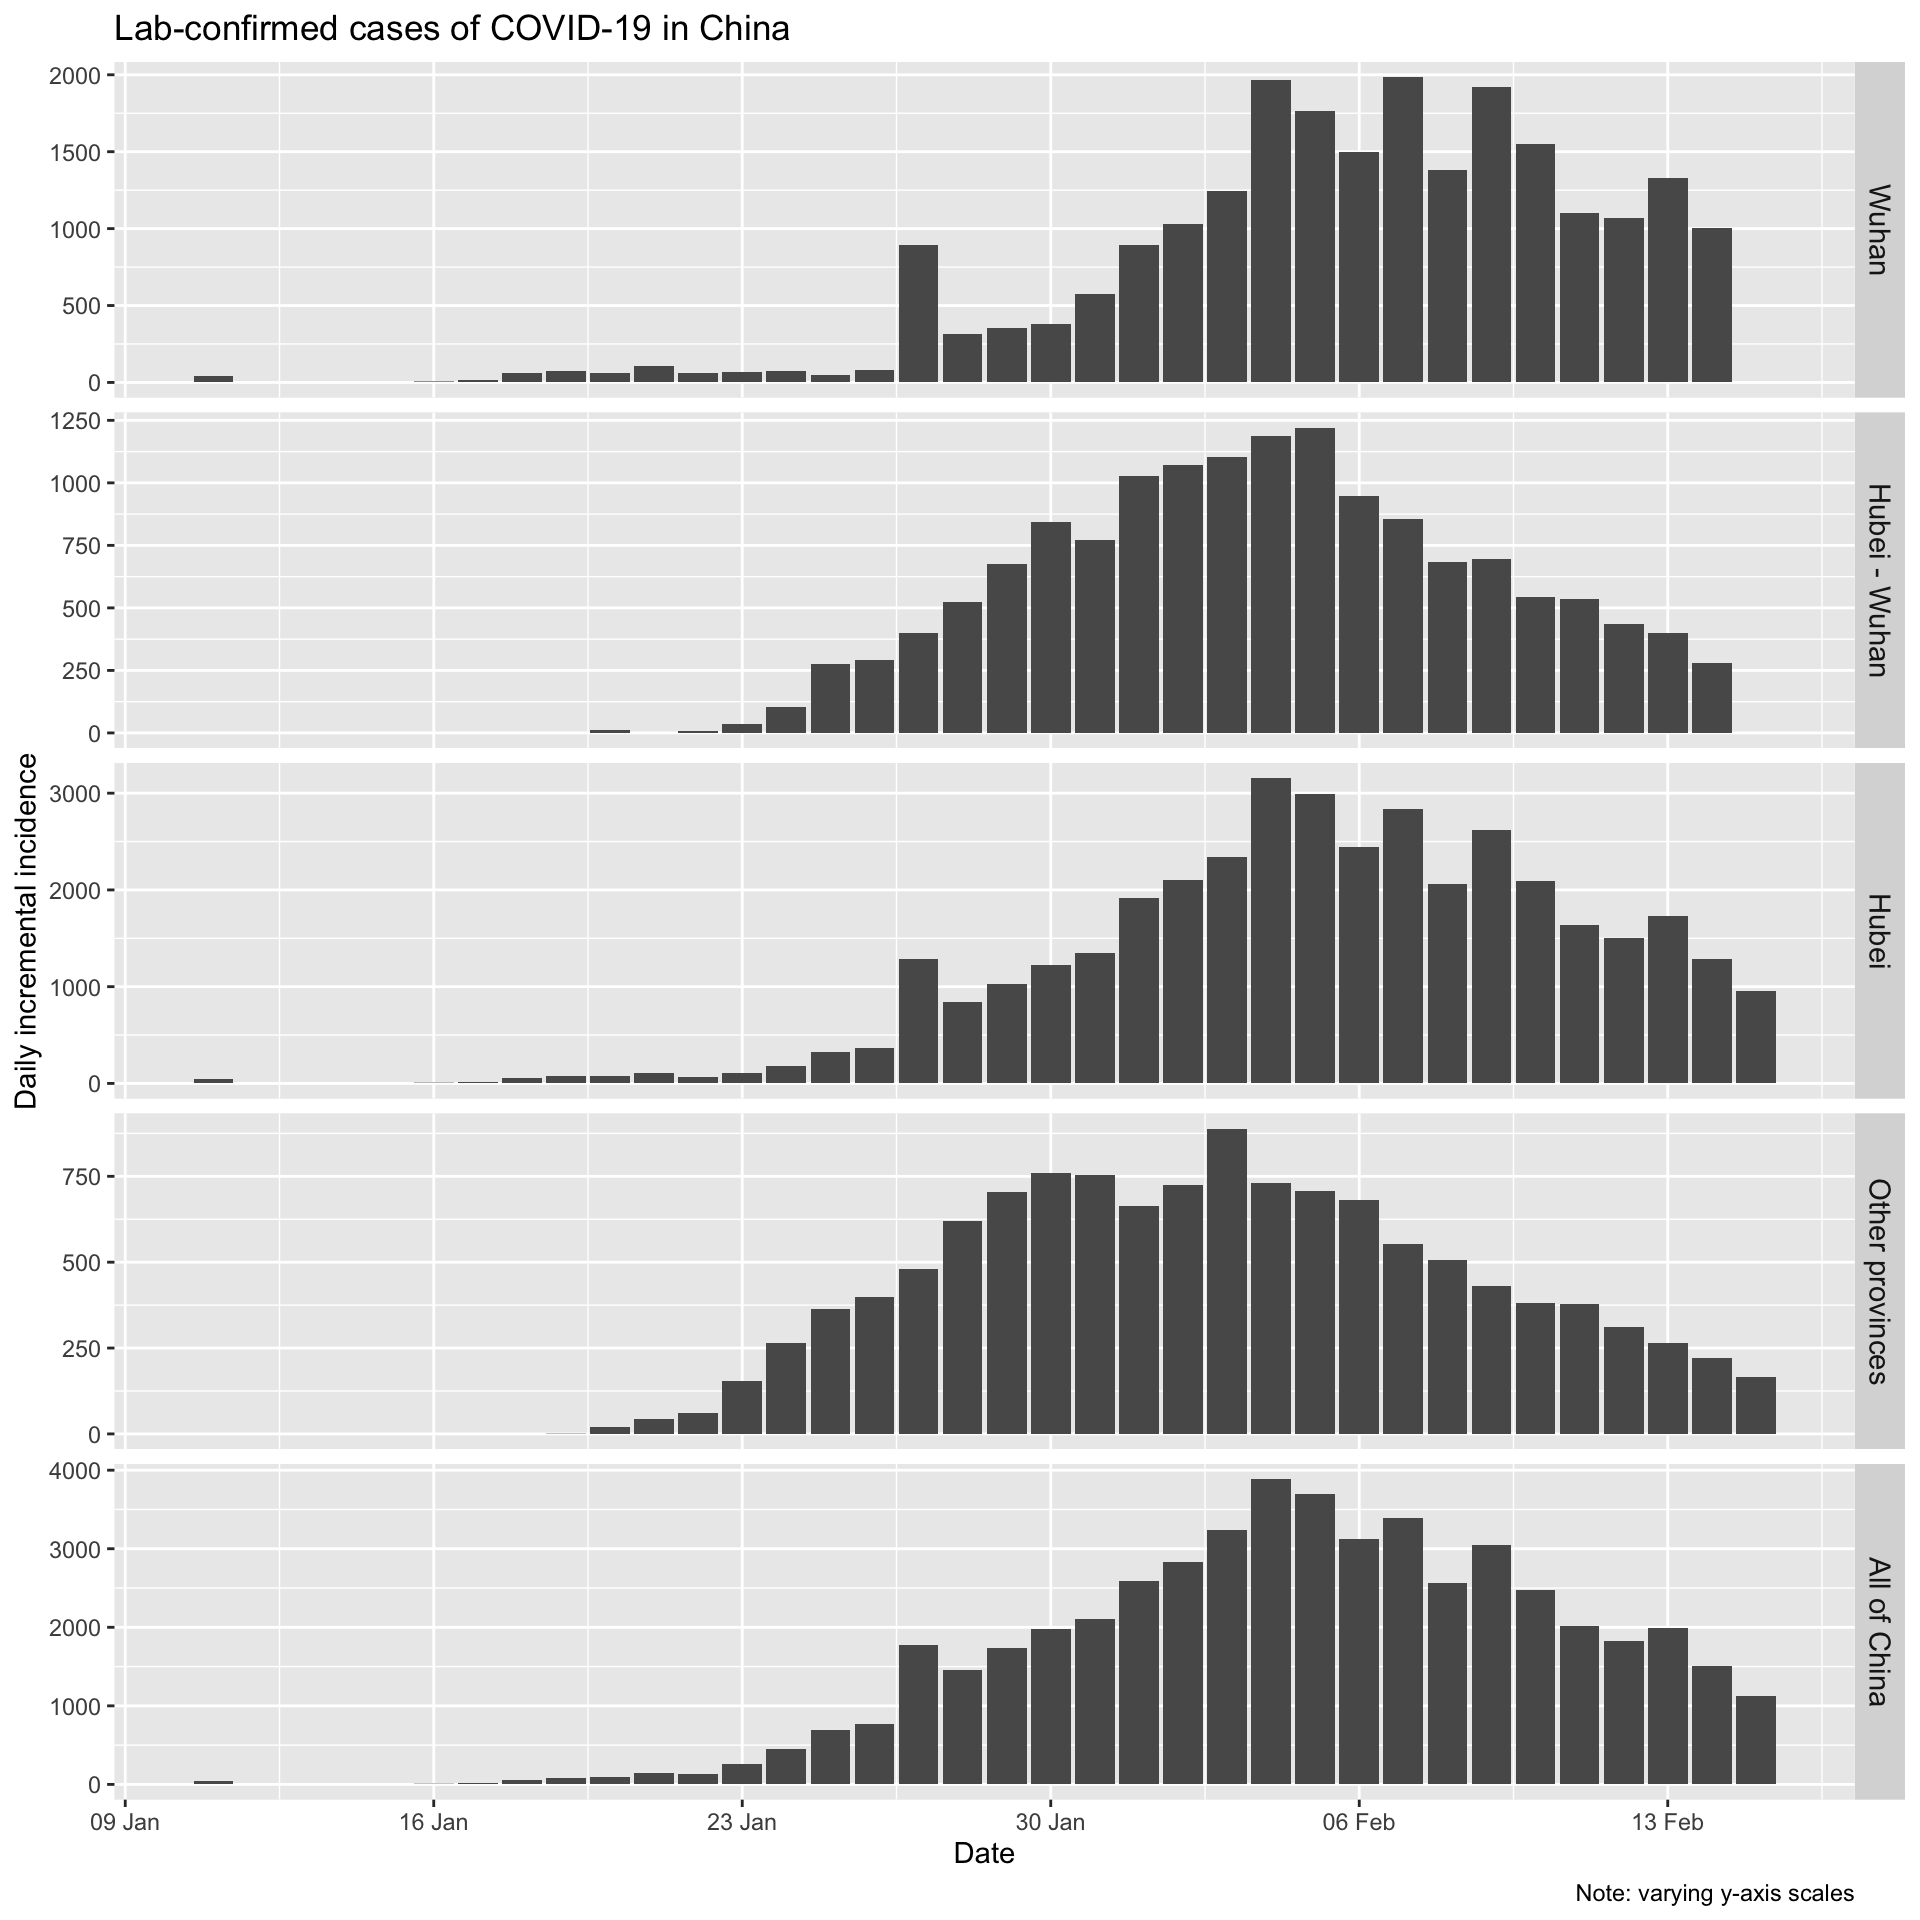 Lab-confirmed cases of COVID-19 in China
Daily incremental incidence
2000
1500
1000
500
0
Wuhan
1250
1000
750
500
250
0
Hubei - Wuhan
3000
2000
1000
0
Hubei
750
500
250
0
Other provinces
4000
3000
2000
1000
0
All of China
09 Jan 16 Jan 23 Jan 30 Jan 06 Feb 13 Feb
Date
Note: varying y-axis scales